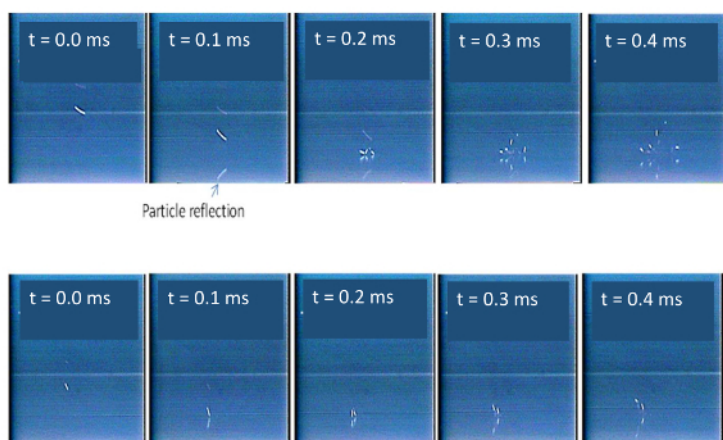 t = 0.0 ms
t = 0.1 ms
t = 0.2 ms
t = 0.3 ms
t = 0.4 ms
Particle reflection
t = 0.0 ms
t = 0.1 ms
t = 0.2 ms
t = 0.3 ms
t = 0.4 ms